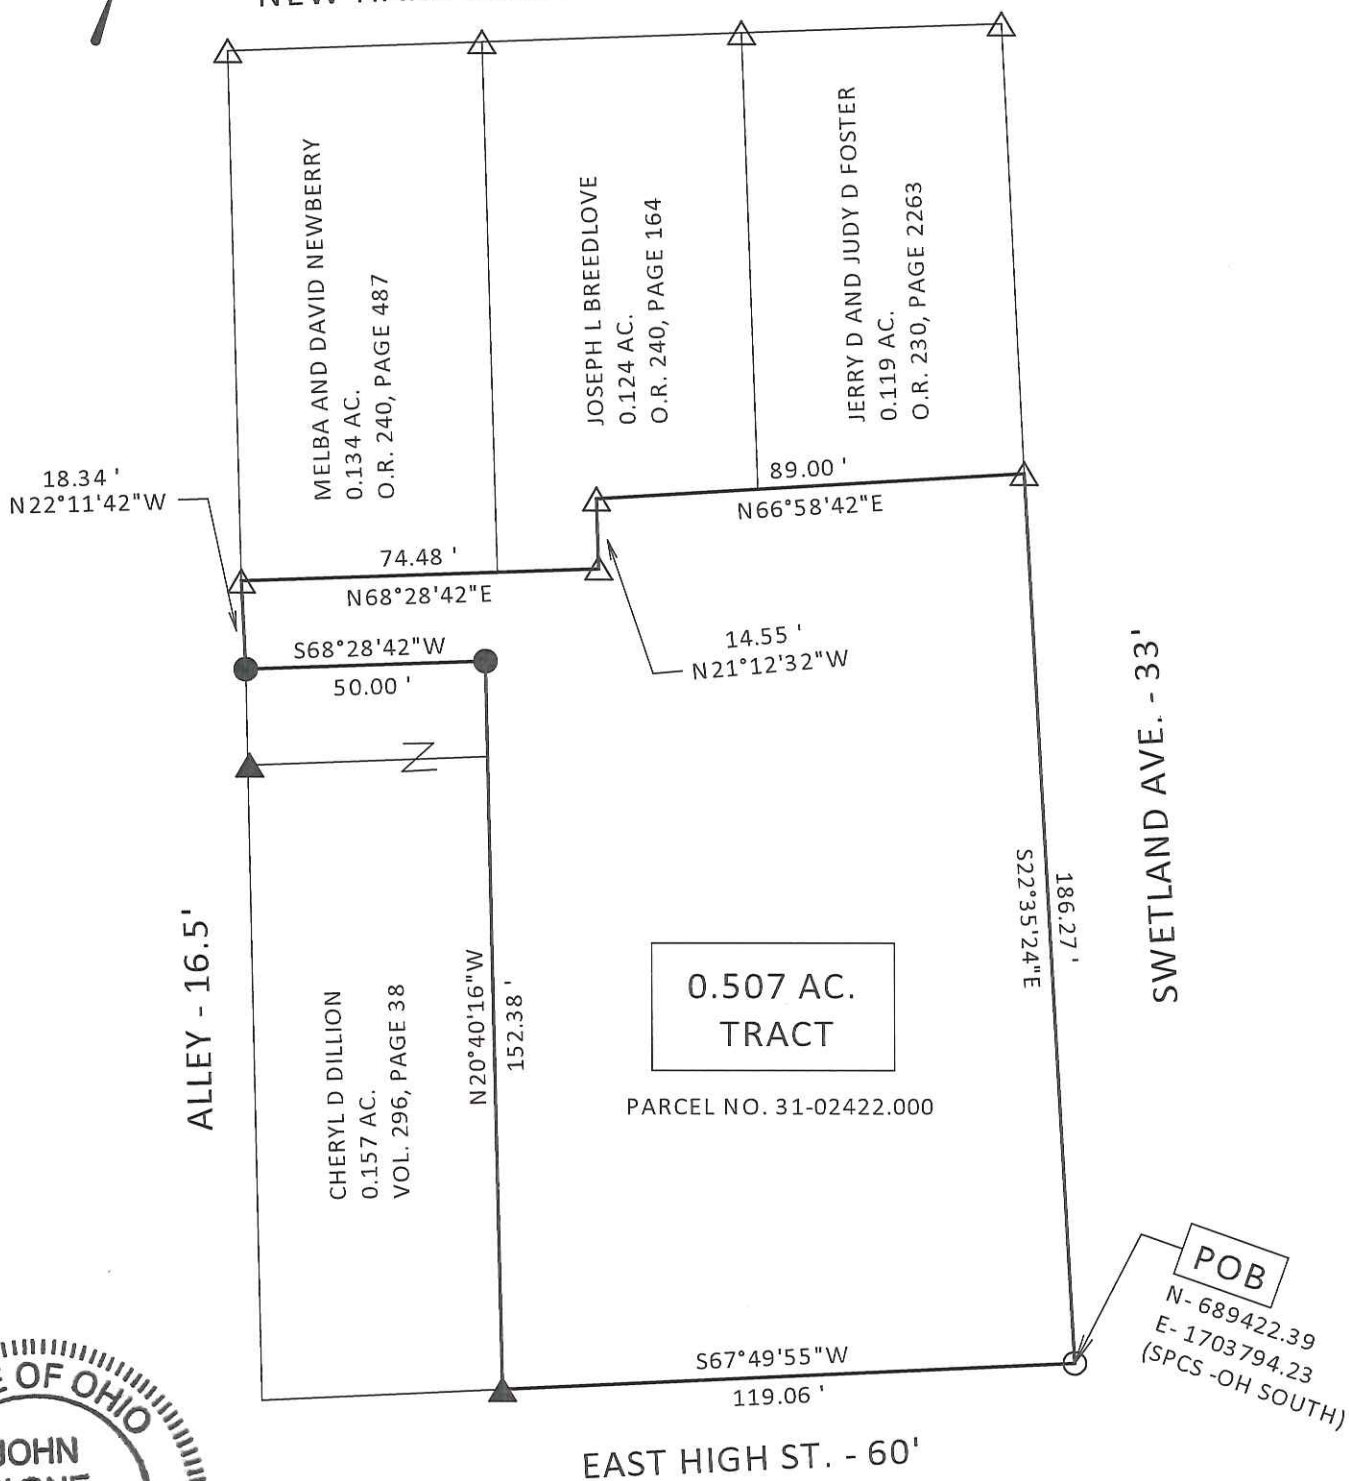 MELBA AND DAVID NEWBERRY
0.134 AC.
O.R. 240, PAGE 487
JOSEPH L BREEDLOVE
0.124 AC.
O.R. 240, PAGE 164
JERRY D AND JUDY D FOSTER
0.119 AC.
O.R. 230, PAGE 2263
18.34 '
N22°11'42"W
89.00 '
N66°58'42"E
74.48 '
N68°28'42"E
14.55 '
N21°12'32"W
S68°28'42"W
50.00 '
SWETLAND AVE. - 33'
186.27 '
S22°35'24"E
ALLEY - 16.5'
CHERYL D DILLION
0.157 AC.
VOL. 296, PAGE 38
N20°40'16"W
152.38 '
0.507 AC.
TRACT
PARCEL NO. 31-02422.000
POB
N- 689422.39
E- 1703794.23
(SPCS -OH SOUTH)
S67°49'55"W
119.06 '
EAST HIGH ST. - 60'
OF OHIO
JOHN